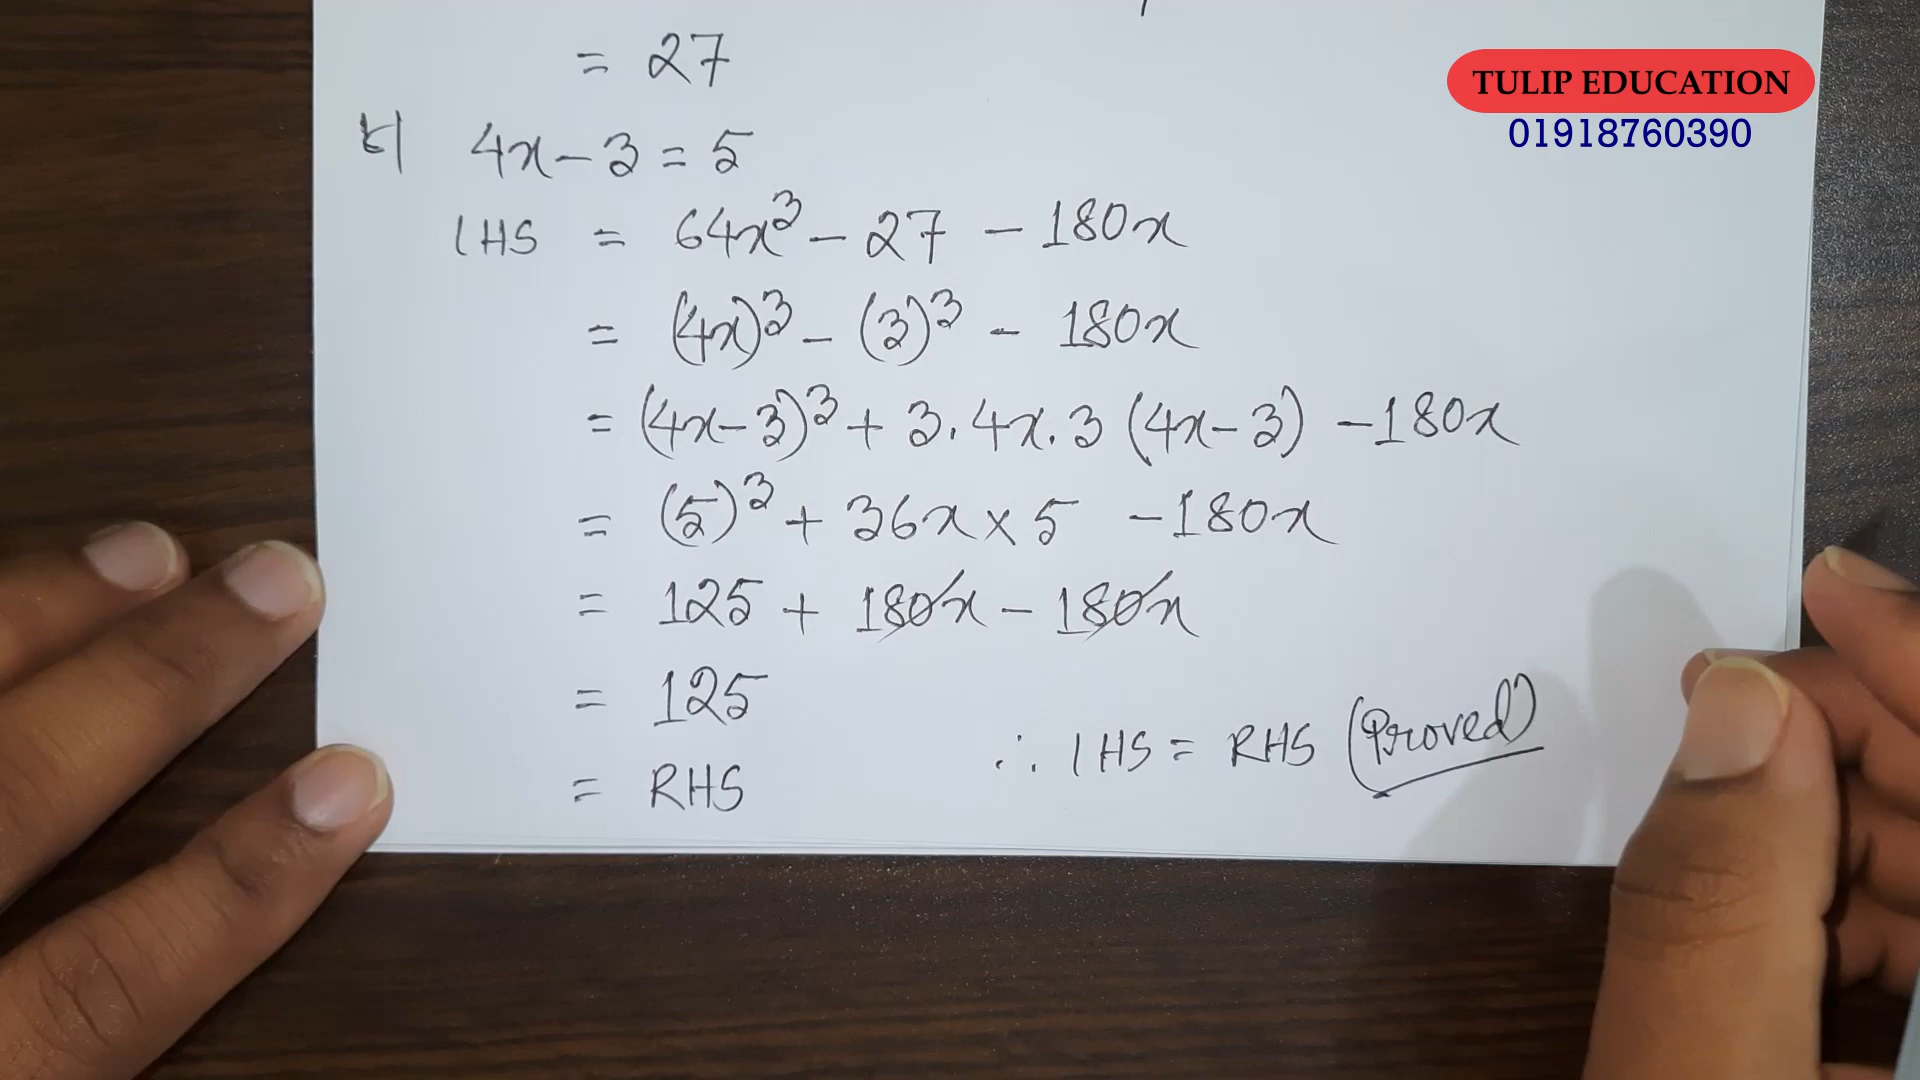 = 27
TULIP EDUCATION
01918760390
4x - 3 = 5
LHS = 64x³ - 27 - 180x
= (4x)³ - (3)³ - 180x
= (4x-3)³ + 3.4x.3 (4x-3) - 180x
= (5)³ + 36x × 5 - 180x
= 125 + 180x - 180x
= 125
∴ LHS = RHS (Proved)
= RHS